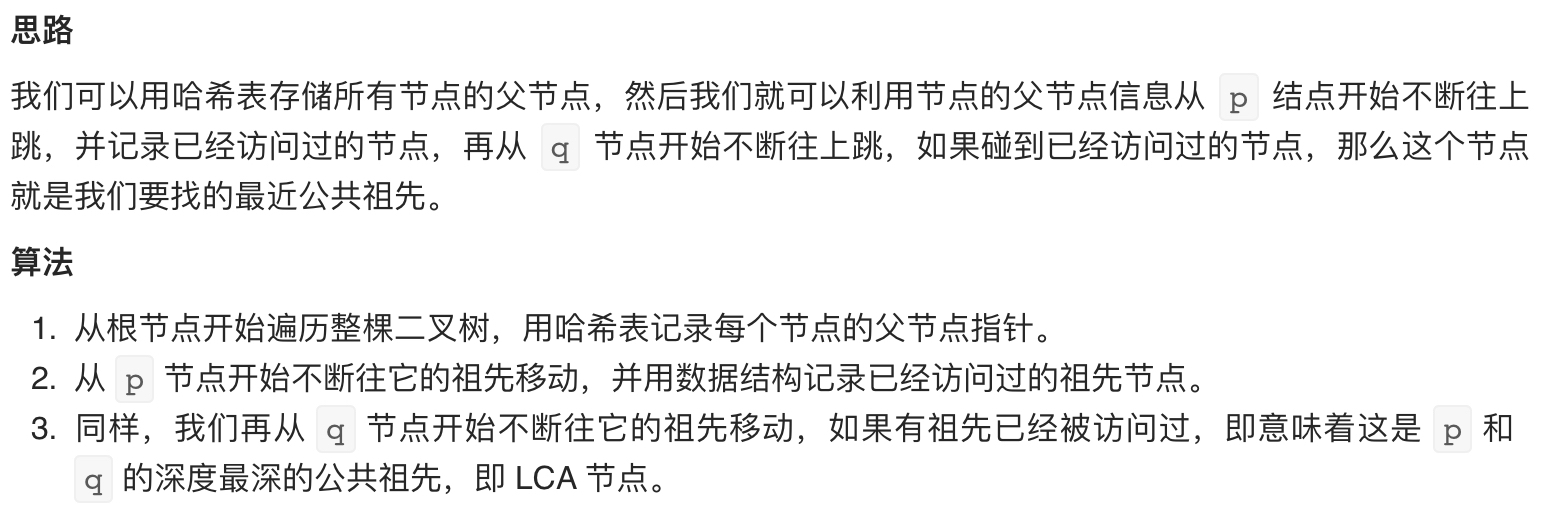 思路
我们可以用哈希表存储所有节点的父节点，然后我们就可以利用节点的父节点信息从 p 结点开始不断往上
跳，并记录已经访问过的节点，再从 q 节点开始不断往上跳，如果碰到已经访问过的节点，那么这个节点
就是我们要找的最近公共祖先。
算法
1. 从根节点开始遍历整棵二叉树，用哈希表记录每个节点的父节点指针。
2. 从 p 节点开始不断往它的祖先移动，并用数据结构记录已经访问过的祖先节点。
3. 同样，我们再从 q 节点开始不断往它的祖先移动，如果有祖先已经被访问过，即意味着这是 p 和
q 的深度最深的公共祖先，即 LCA 节点。